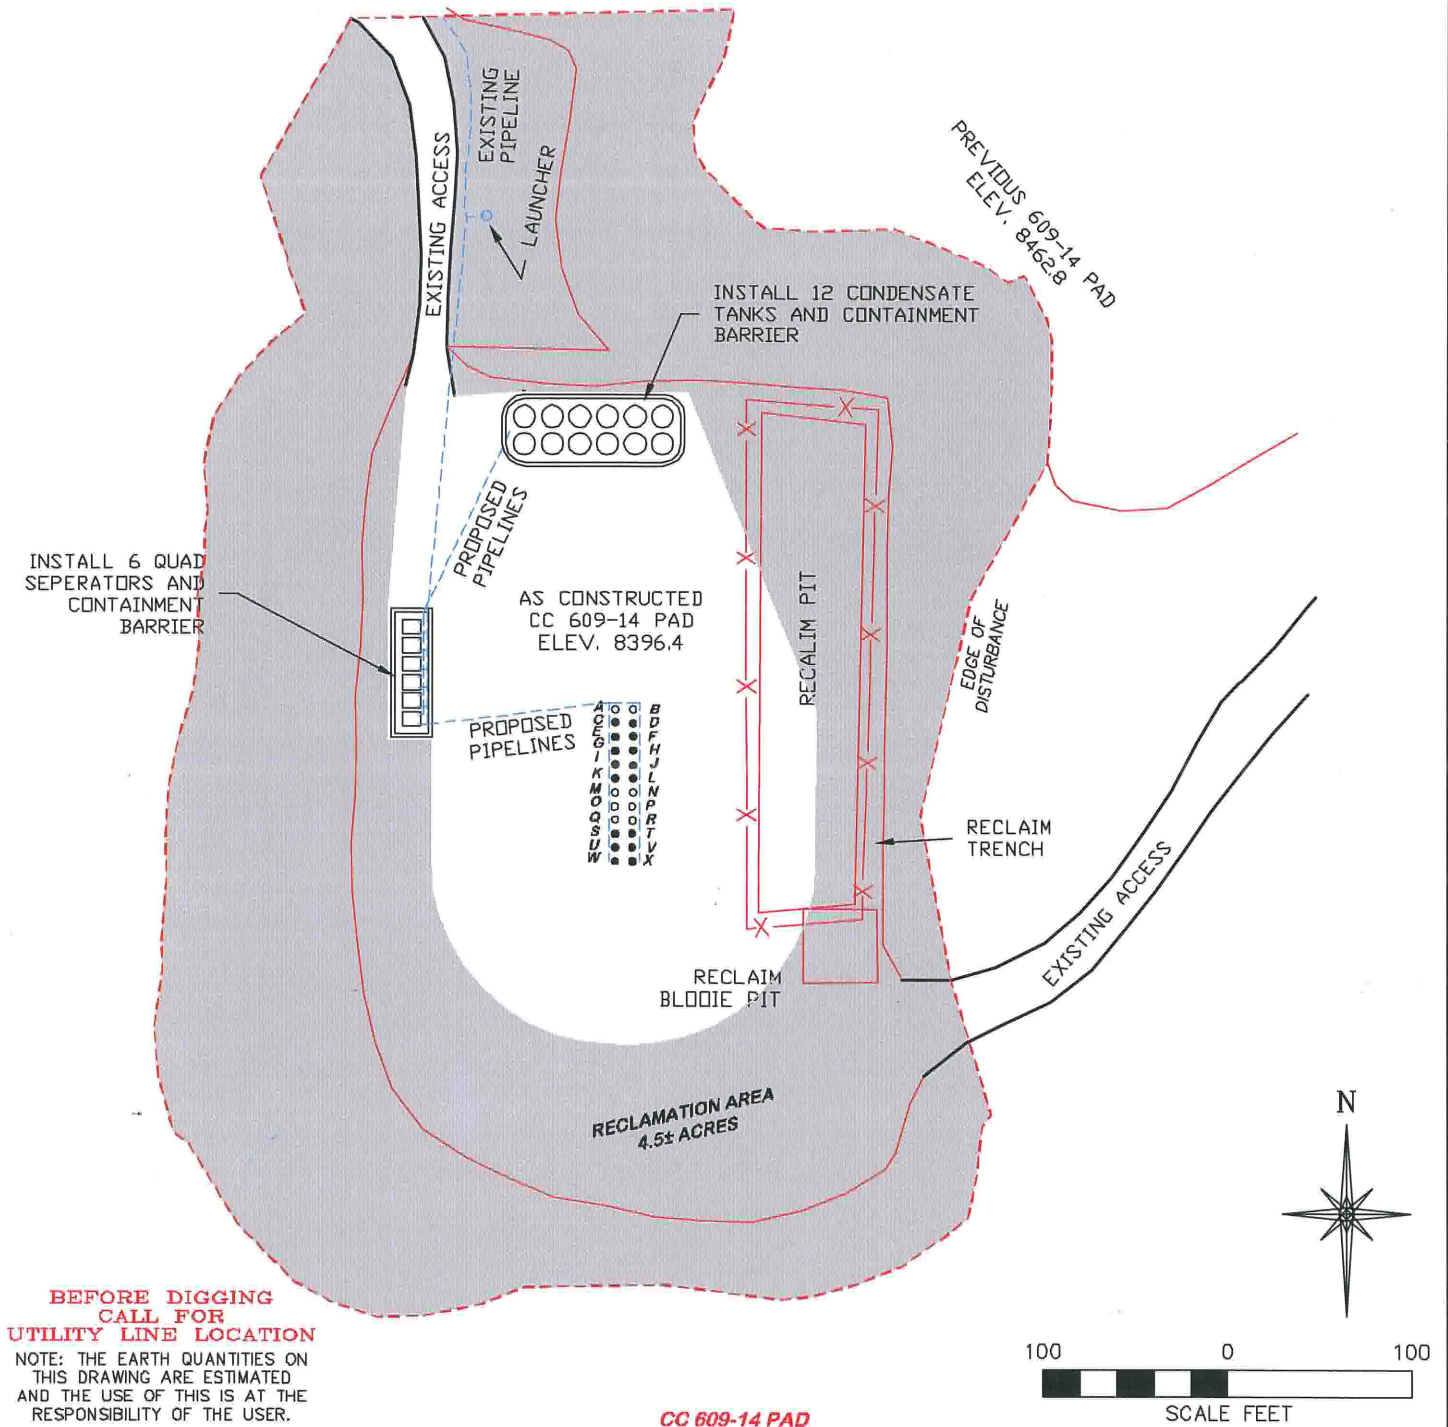 EXISTING
PIPELINE
EXISTING ACCESS
LAUNCHER
PREVIOUS 609-14 PAD
ELEV. 8462.8
INSTALL 12 CONDENSATE
TANKS AND CONTAINMENT
BARRIER
PROPOSED
PIPELINES
INSTALL 6 QUAD
SEPERATORS AND
CONTAINMENT
BARRIER
AS CONSTRUCTED
CC 609-14 PAD
ELEV. 8396.4
RECALIM PIT
EDGE OF
DISTURBANCE
PROPOSED
PIPELINES
A B
C D
E F
G H
I J
K L
M N
O P
Q R
S T
U V
W X
RECLAIM
TRENCH
EXISTING ACCESS
RECLAIM
BLOOIE PIT
RECLAMATION AREA
4.5± ACRES
N
BEFORE DIGGING
CALL FOR
UTILITY LINE LOCATION
NOTE: THE EARTH QUANTITIES ON
THIS DRAWING ARE ESTIMATED
AND THE USE OF THIS IS AT THE
RESPONSIBILITY OF THE USER.
100 0 100
SCALE FEET
CC 609-14 PAD